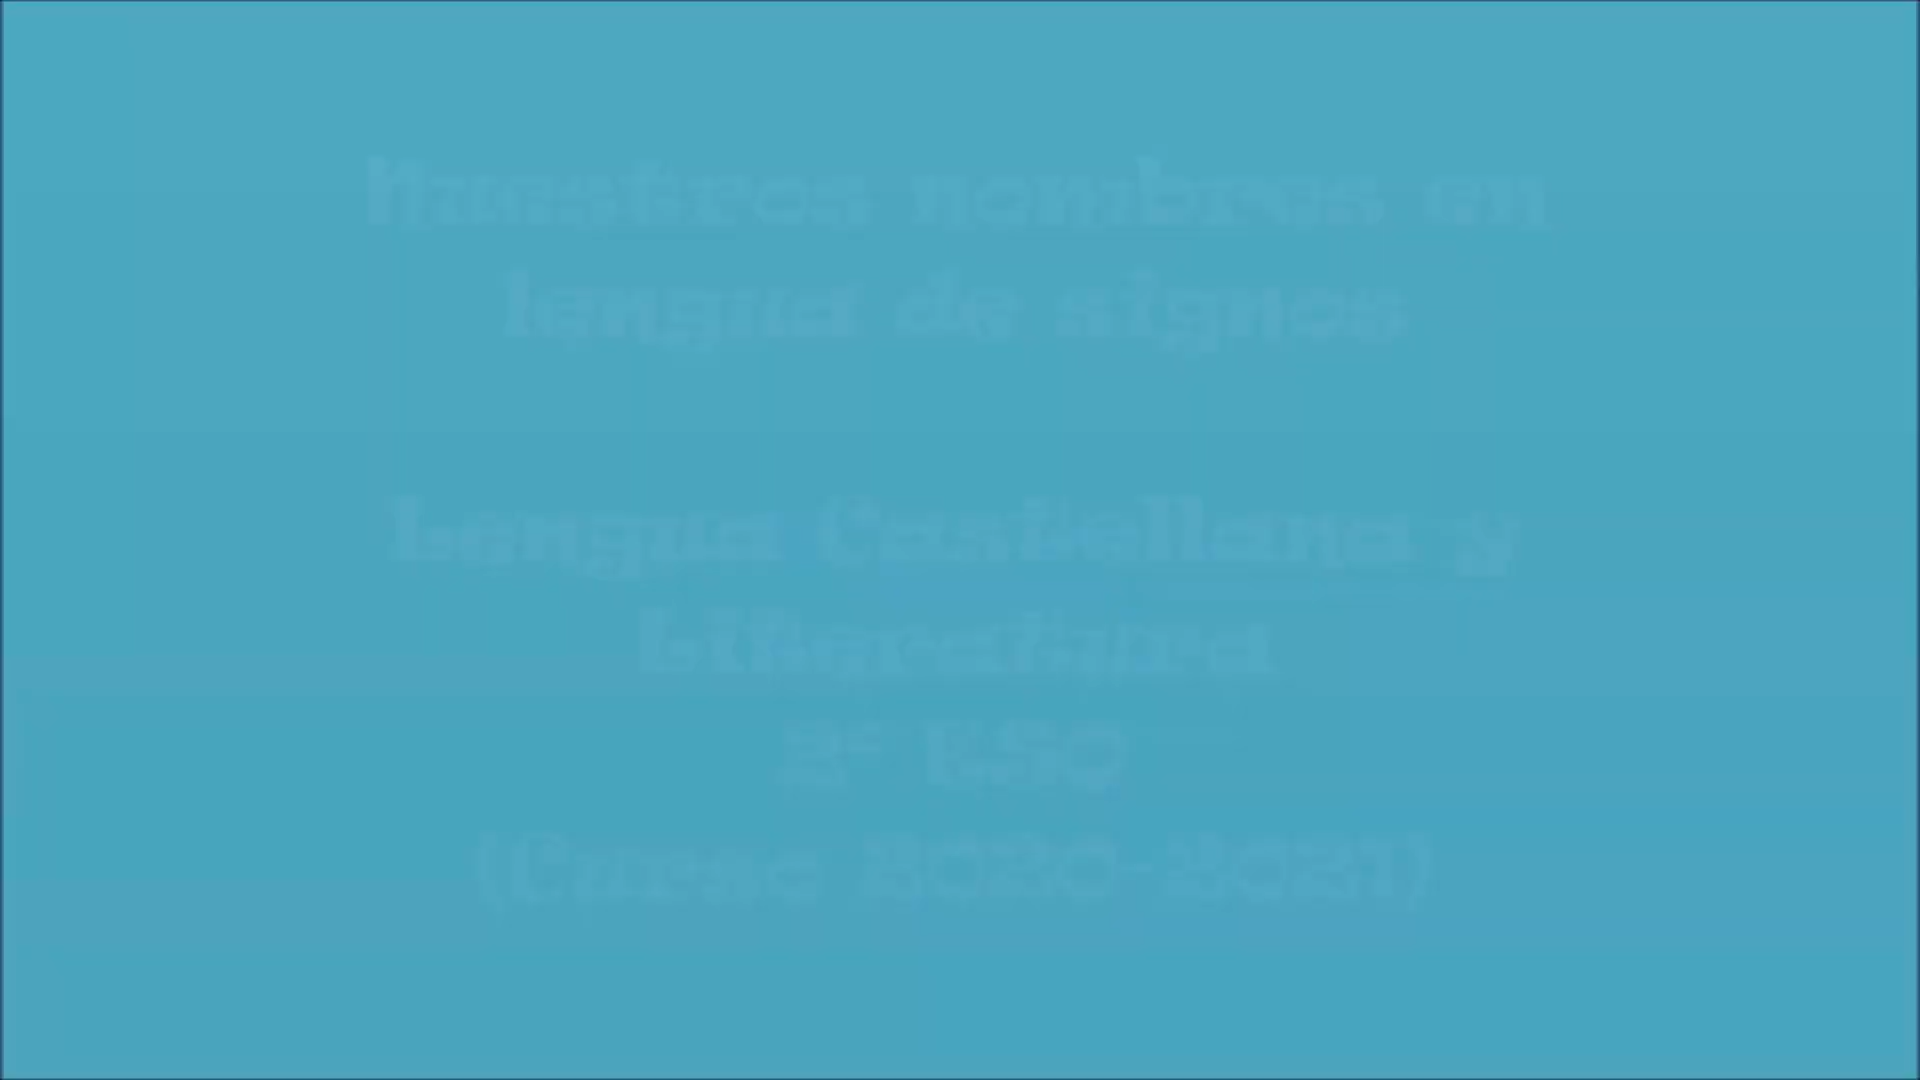 Nuestros nombres en
lengua de signos
Lengua Castellana y
Literatura
2º ESO
(Curso 2020-2021)